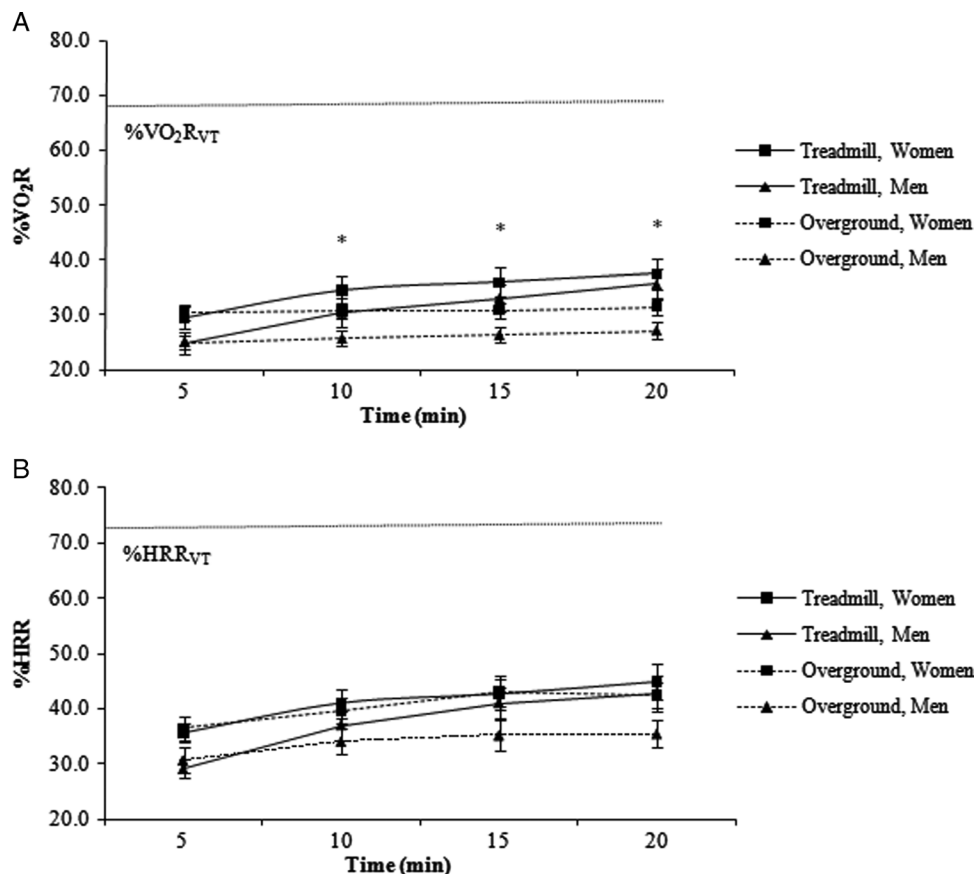 A
80.0
70.0
%VO₂R_VT
60.0
50.0
%VO₂R
40.0
30.0
20.0
* * *
5 10 15 20
Time (min)
Treadmill, Women
Treadmill, Men
Overground, Women
Overground, Men
B
80.0
70.0
%HRR_VT
60.0
50.0
%HRR
40.0
30.0
20.0
5 10 15 20
Time (min)
Treadmill, Women
Treadmill, Men
Overground, Women
Overground, Men